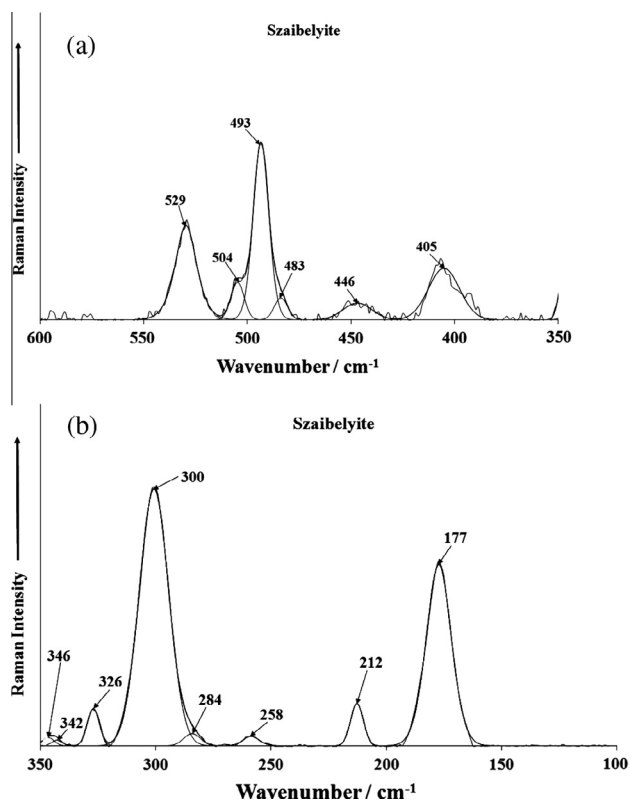 (a)
Szaibelyite
Raman Intensity
493
529
504
483
446
405
600 550 500 450 400 350
Wavenumber / cm-1
(b)
Szaibelyite
Raman Intensity
300
177
346
326
342
284
258
212
350 300 250 200 150 100
Wavenumber / cm-1